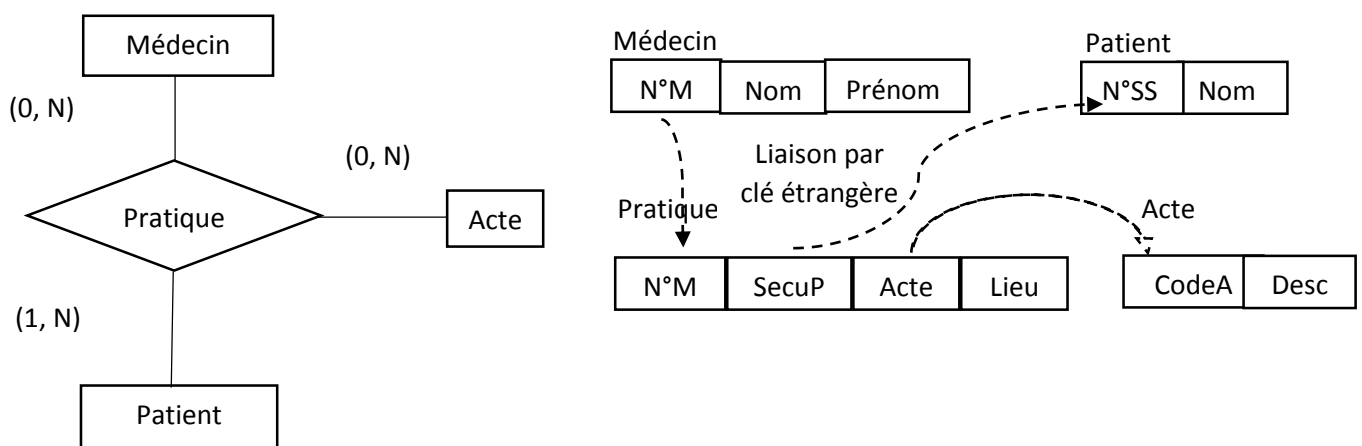 Médecin
(0, N)
(0, N)
Pratique
Acte
(1, N)
Patient
Médecin
N°M Nom Prénom
Patient
N°SS Nom
Liaison par
clé étrangère
Pratique
N°M SecuP Acte Lieu
Acte
CodeA Desc